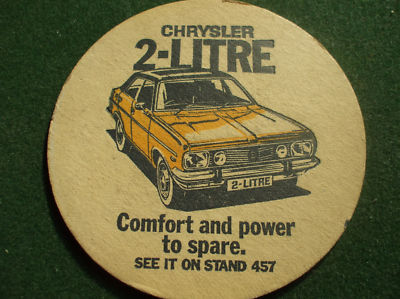 CHRYSLER
2-LITRE
2-LITRE
Comfort and power
to spare.
SEE IT ON STAND 457